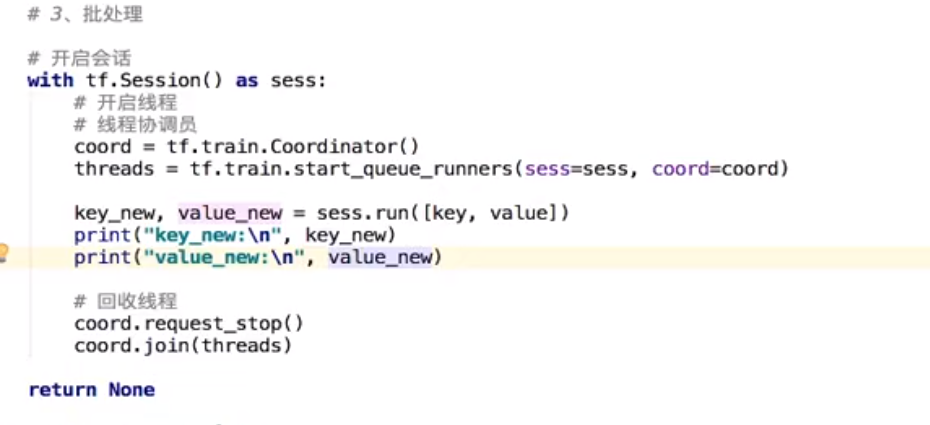 # 3、批处理
# 开启会话
with tf.Session() as sess:
# 开启线程
# 线程协调员
coord = tf.train.Coordinator()
threads = tf.train.start_queue_runners(sess=sess, coord=coord)
key_new, value_new = sess.run([key, value])
print("key_new:\n", key_new)
print("value_new:\n", value_new)
# 回收线程
coord.request_stop()
coord.join(threads)
return None